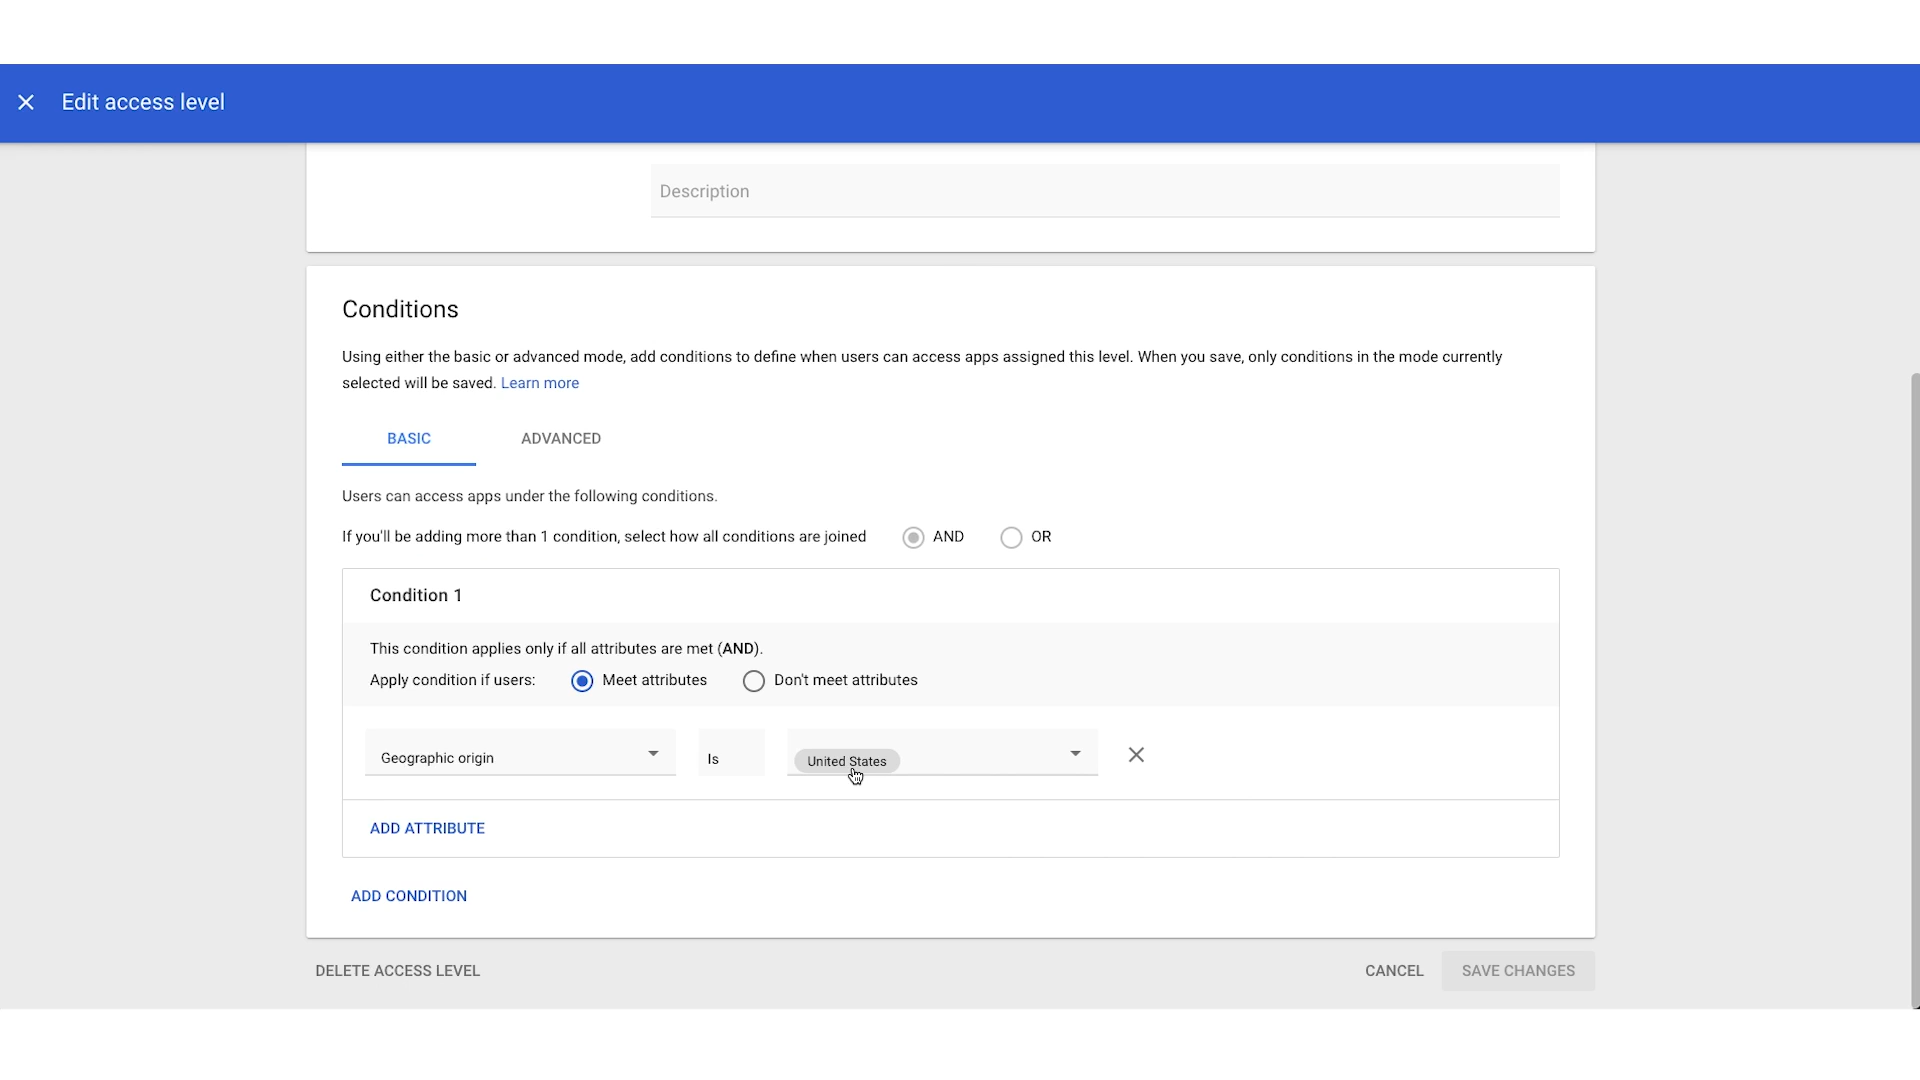 Edit access level
Description
Conditions
Using either the basic or advanced mode, add conditions to define when users can access apps assigned this level. When you save, only conditions in the mode currently
selected will be saved. Learn more
BASIC ADVANCED
Users can access apps under the following conditions.
If you'll be adding more than 1 condition, select how all conditions are joined AND OR
Condition 1
This condition applies only if all attributes are met (AND).
Apply condition if users: Meet attributes Don't meet attributes
Geographic origin Is United States
ADD ATTRIBUTE
ADD CONDITION
DELETE ACCESS LEVEL CANCEL SAVE CHANGES